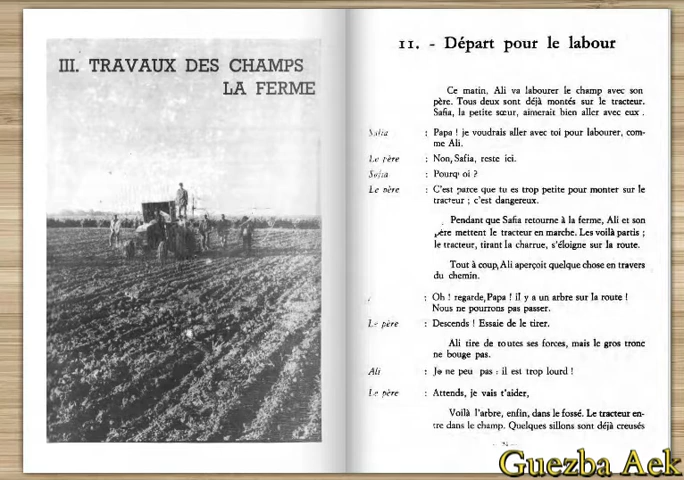 III. TRAVAUX DES CHAMPS
LA FERME
11. - Départ pour le labour
Ce matin, Ali va labourer le champ avec son
père. Tous deux sont déjà montés sur le tracteur.
Safia, la petite sœur, aimerait bien aller avec eux.
Safia : Papa ! je voudrais aller avec toi pour labourer, com-
me Ali.
Le père : Non, Safia, reste ici.
Safia : Pourq oi ?
Le père : C'est parce que tu es trop petite pour monter sur le
tracteur ; c'est dangereux.
Pendant que Safia retourne à la ferme, Ali et son
père mettent le tracteur en marche. Les voilà partis ;
le tracteur, tirant la charrue, s'éloigne sur la route.
Tout à coup, Ali aperçoit quelque chose en travers
du chemin.
: Oh ! regarde, Papa ! il y a un arbre sur la route !
Nous ne pourrons pas passer.
Le père : Descends ! Essaie de le tirer.
Ali tire de toutes ses forces, mais le gros tronc
ne bouge pas.
Ali : Je ne peu pas : il est trop lourd !
Le père : Attends, je vais t'aider,
Voilà l'arbre, enfin, dans le fossé. Le tracteur en-
tre dans le champ. Quelques sillons sont déjà creusés
Guezba Aek